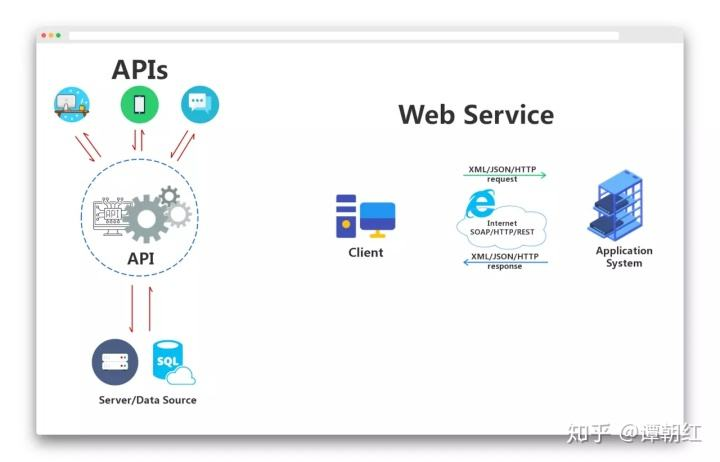 APIs
API
API
SQL
Server/Data Source
Web Service
Client
XML/JSON/HTTP
request
Internet
SOAP/HTTP/REST
XML/JSON/HTTP
response
Application
System
知乎 @谭朝红